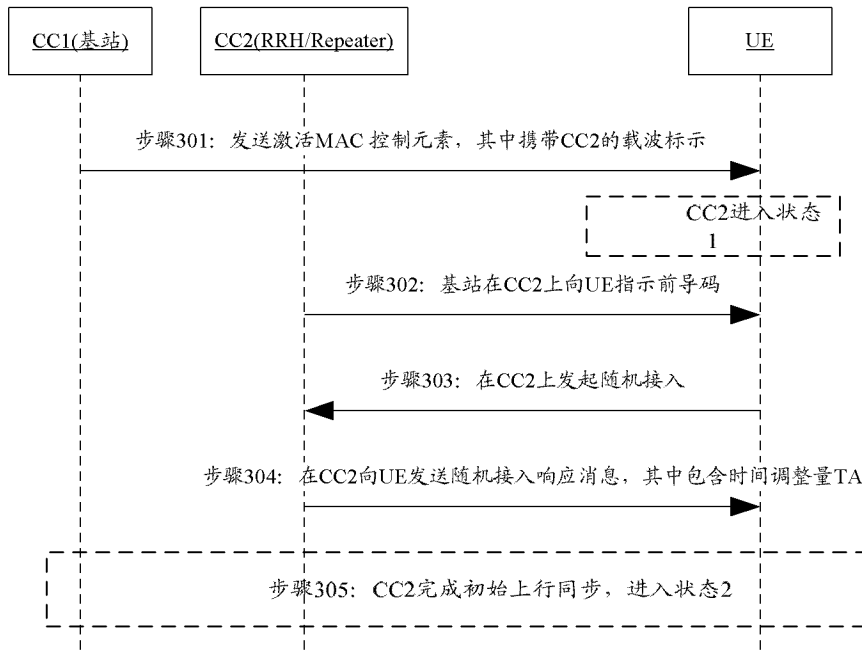 CC1(基站)
CC2(RRH/Repeater)
UE
步骤301：发送激活MAC 控制元素，其中携带CC2的载波标示
CC2进入状态
1
步骤302：基站在CC2上向UE指示前导码
步骤303：在CC2上发起随机接入
步骤304：在CC2向UE发送随机接入响应消息，其中包含时间调整量TA
步骤305：CC2完成初始上行同步，进入状态2